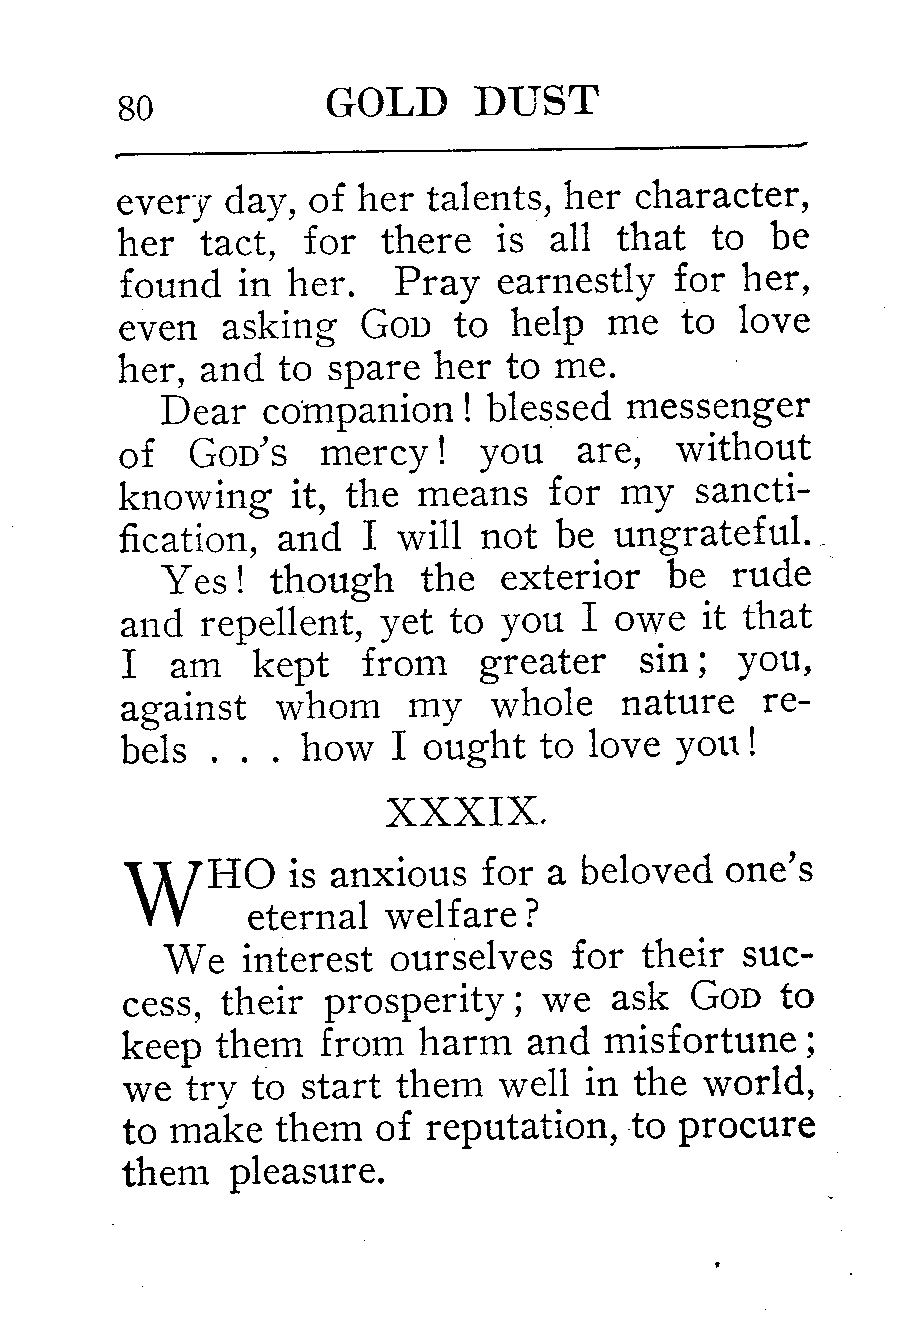 80 GOLD DUST
every day, of her talents, her character,
her tact, for there is all that to be
found in her. Pray earnestly for her,
even asking GOD to help me to love
her, and to spare her to me.
Dear companion! blessed messenger
of GOD'S mercy! you are, without
knowing it, the means for my sancti-
fication, and I will not be ungrateful.
Yes! though the exterior be rude
and repellent, yet to you I owe it that
I am kept from greater sin; you,
against whom my whole nature re-
bels . . . how I ought to love you!
XXXIX.
WHO is anxious for a beloved one's
eternal welfare?
We interest ourselves for their suc-
cess, their prosperity; we ask GOD to
keep them from harm and misfortune;
we try to start them well in the world,
to make them of reputation, to procure
them pleasure.